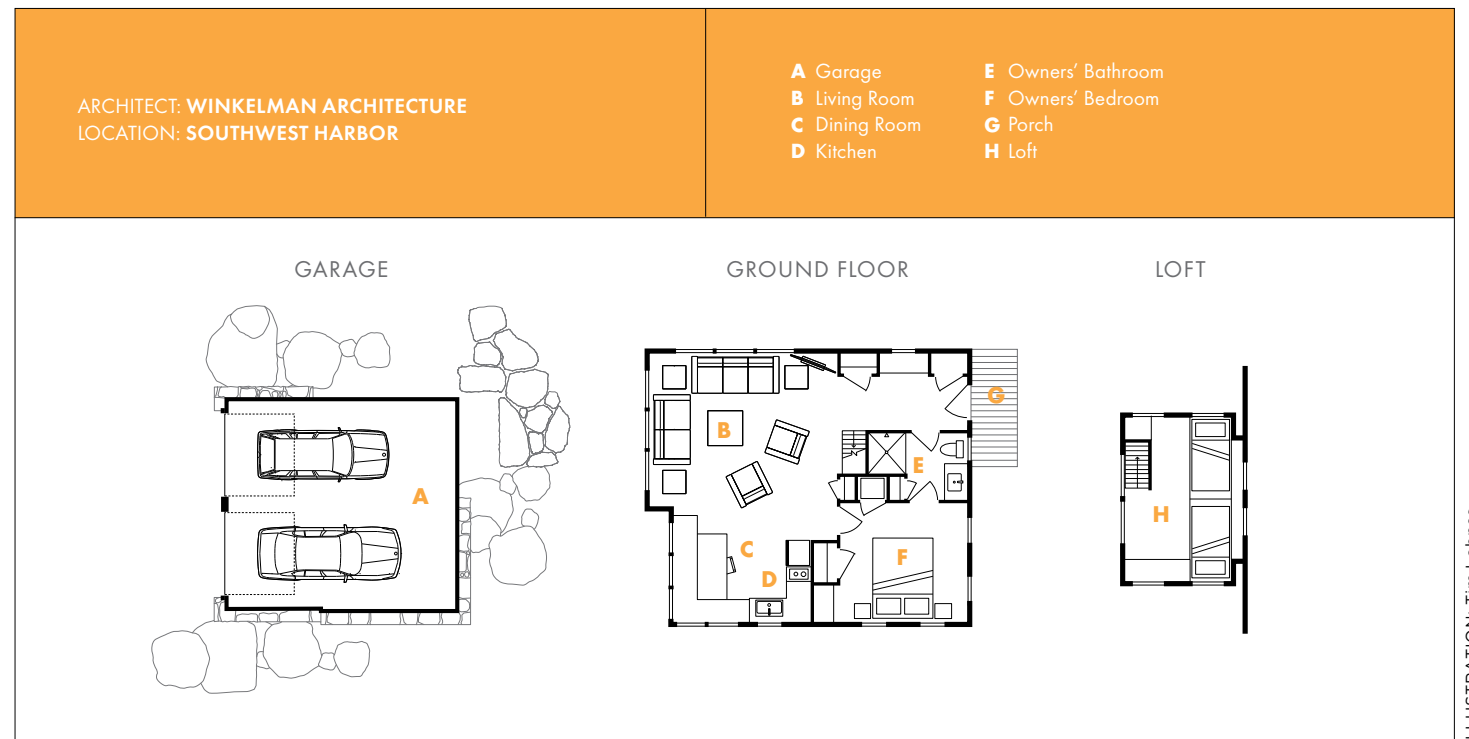 ARCHITECT: WINKELMAN ARCHITECTURE
LOCATION: SOUTHWEST HARBOR
A Garage
B Living Room
C Dining Room
D Kitchen
E Owners’ Bathroom
F Owners’ Bedroom
G Porch
H Loft
GARAGE
GROUND FLOOR
LOFT
A
B
C
D
E
F
G
H